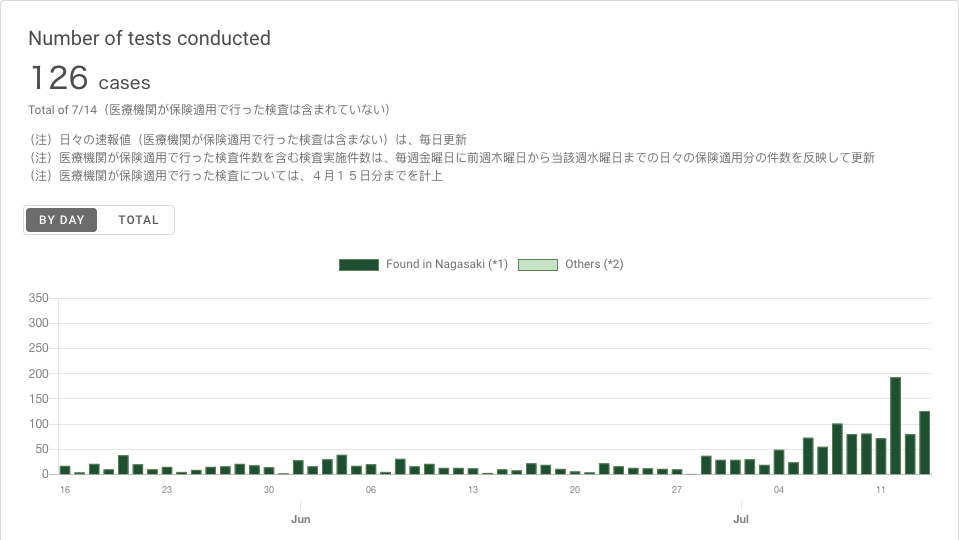 Number of tests conducted
126 cases
Total of 7/14（医療機関が保険適用で行った検査は含まれていない）
（注）日々の速報値（医療機関が保険適用で行った検査は含まない）は、毎日更新
（注）医療機関が保険適用で行った検査件数を含む検査実施件数は、毎週金曜日に前週木曜日から当該週水曜日までの日々の保険適用分の件数を反映して更新
（注）医療機関が保険適用で行った検査については、４月１５日分までを計上
BY DAY TOTAL
Found in Nagasaki (*1) Others (*2)
350
300
250
200
150
100
50
0
16 23 30 06 13 20 27 04 11
Jun Jul